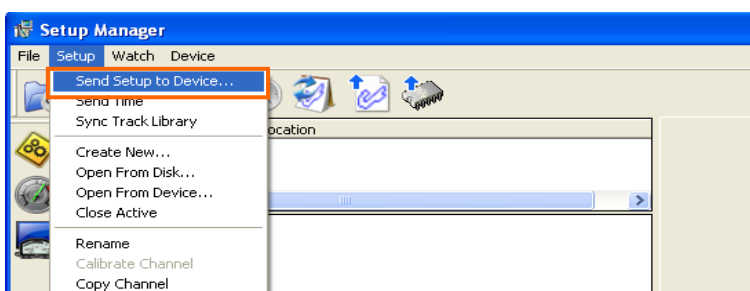 Setup Manager
File Setup Watch Device
Send Setup to Device...
Send Time
Sync Track Library
ocation
Create New...
Open From Disk...
Open From Device...
Close Active
Rename
Calibrate Channel
Copy Channel